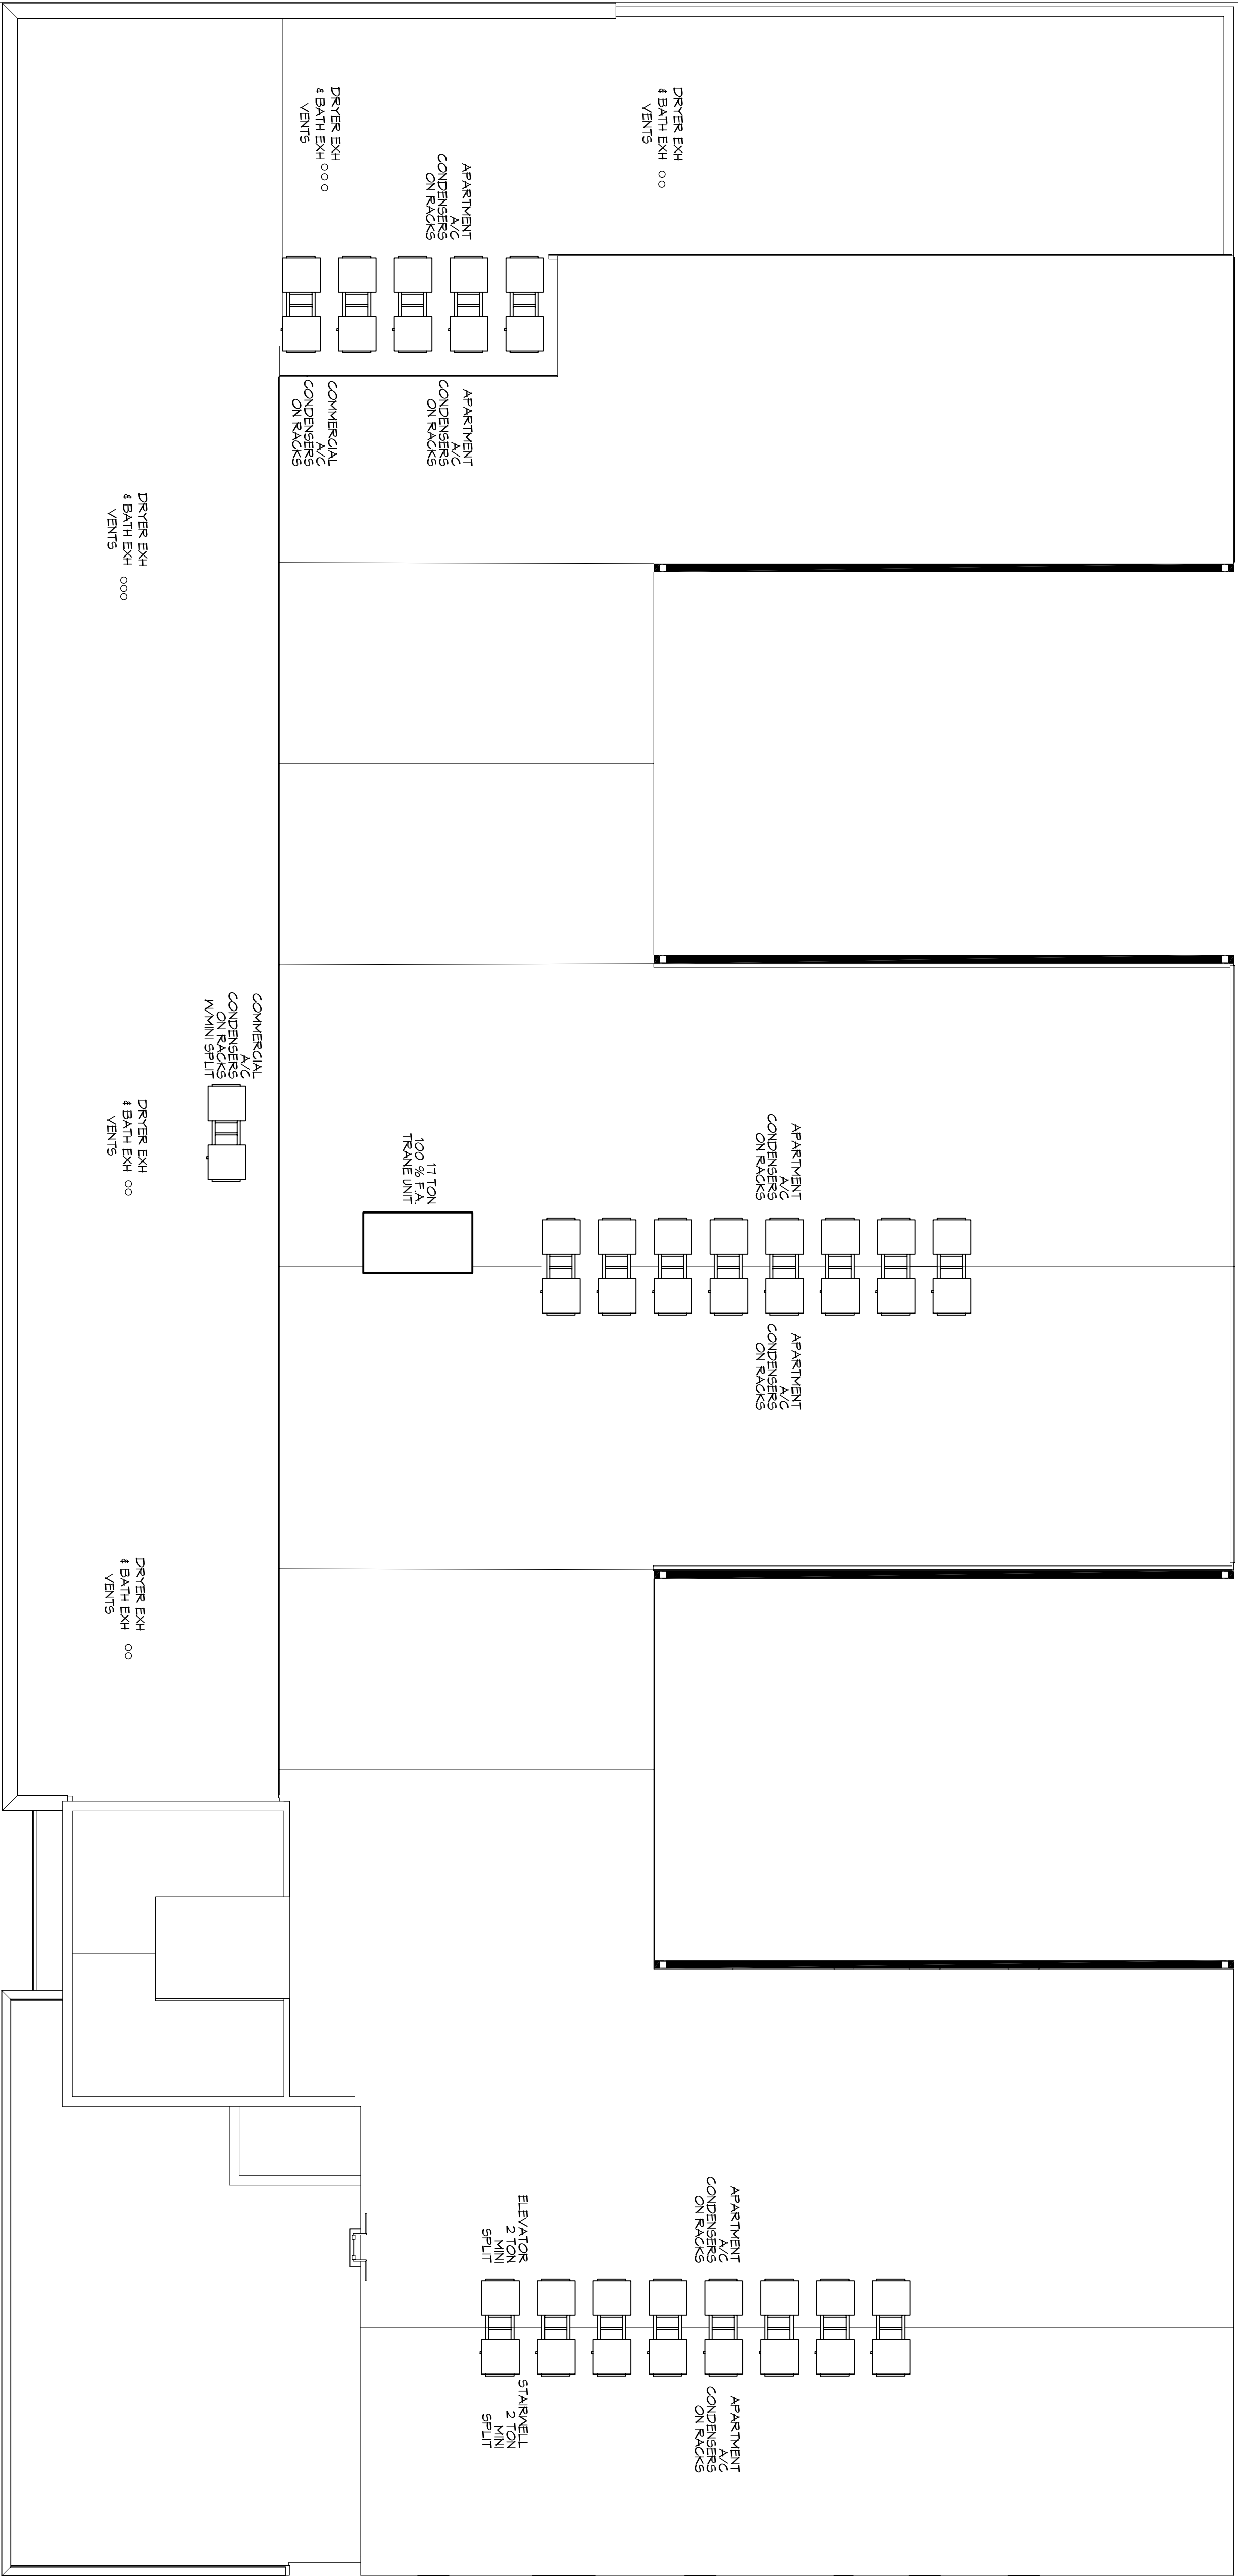 DRYER EXH
& BATH EXH
VENTS
DRYER EXH
& BATH EXH
VENTS
APARTMENT
A/C
CONDENSERS
ON RACKS
APARTMENT
A/C
CONDENSERS
ON RACKS
COMMERCIAL
A/C
CONDENSERS
ON RACKS
DRYER EXH
& BATH EXH
VENTS
COMMERCIAL
A/C
CONDENSERS
ON RACKS
W/MINI SPLIT
DRYER EXH
& BATH EXH
VENTS
17 TON
100 % F.A.
TRANE UNIT
APARTMENT
A/C
CONDENSERS
ON RACKS
APARTMENT
A/C
CONDENSERS
ON RACKS
DRYER EXH
& BATH EXH
VENTS
APARTMENT
A/C
CONDENSERS
ON RACKS
ELEVATOR
2 TON
MINI
SPLIT
APARTMENT
A/C
CONDENSERS
ON RACKS
STAIRWELL
2 TON
MINI
SPLIT